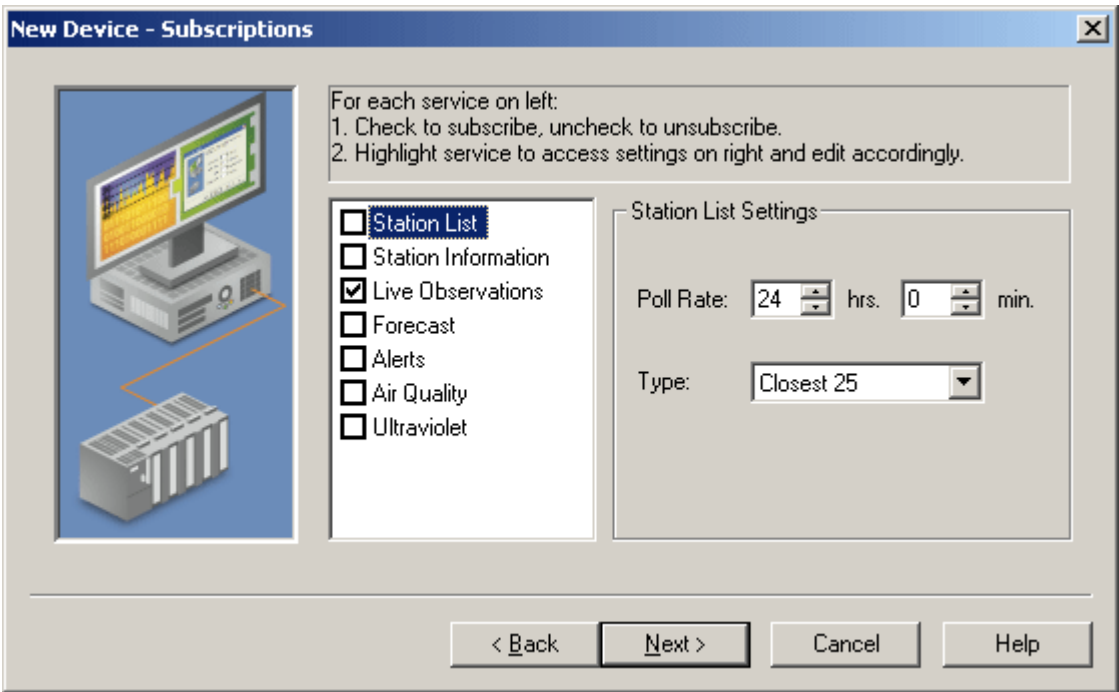 New Device - Subscriptions
For each service on left:
1. Check to subscribe, uncheck to unsubscribe.
2. Highlight service to access settings on right and edit accordingly.
Station List
Station Information
Live Observations
Forecast
Alerts
Air Quality
Ultraviolet
Station List Settings
Poll Rate: 24 hrs. 0 min.
Type: Closest 25
< Back Next > Cancel Help